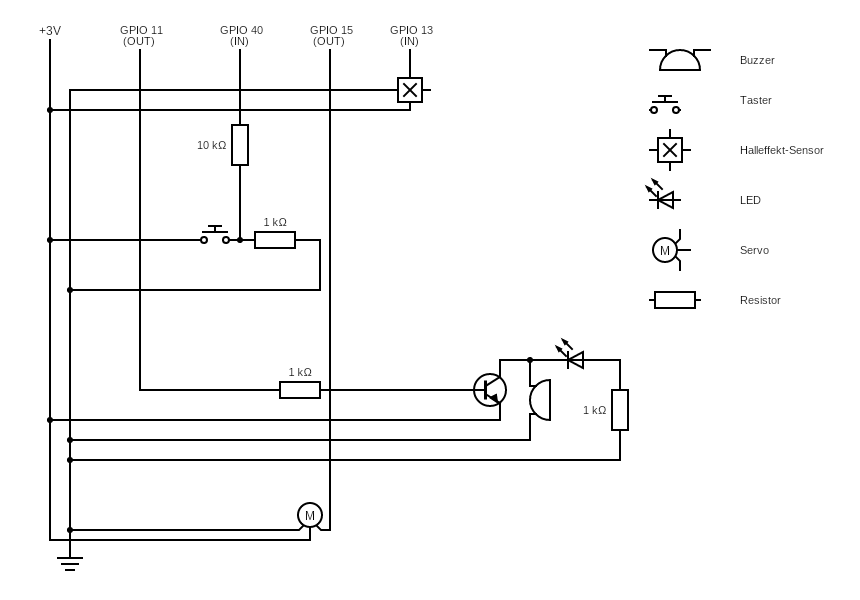 +3V
GPIO 11
(OUT)
GPIO 40
(IN)
GPIO 15
(OUT)
GPIO 13
(IN)
Buzzer
Taster
10 kΩ
Halleffekt-Sensor
LED
1 kΩ
M
Servo
Resistor
1 kΩ
1 kΩ
M